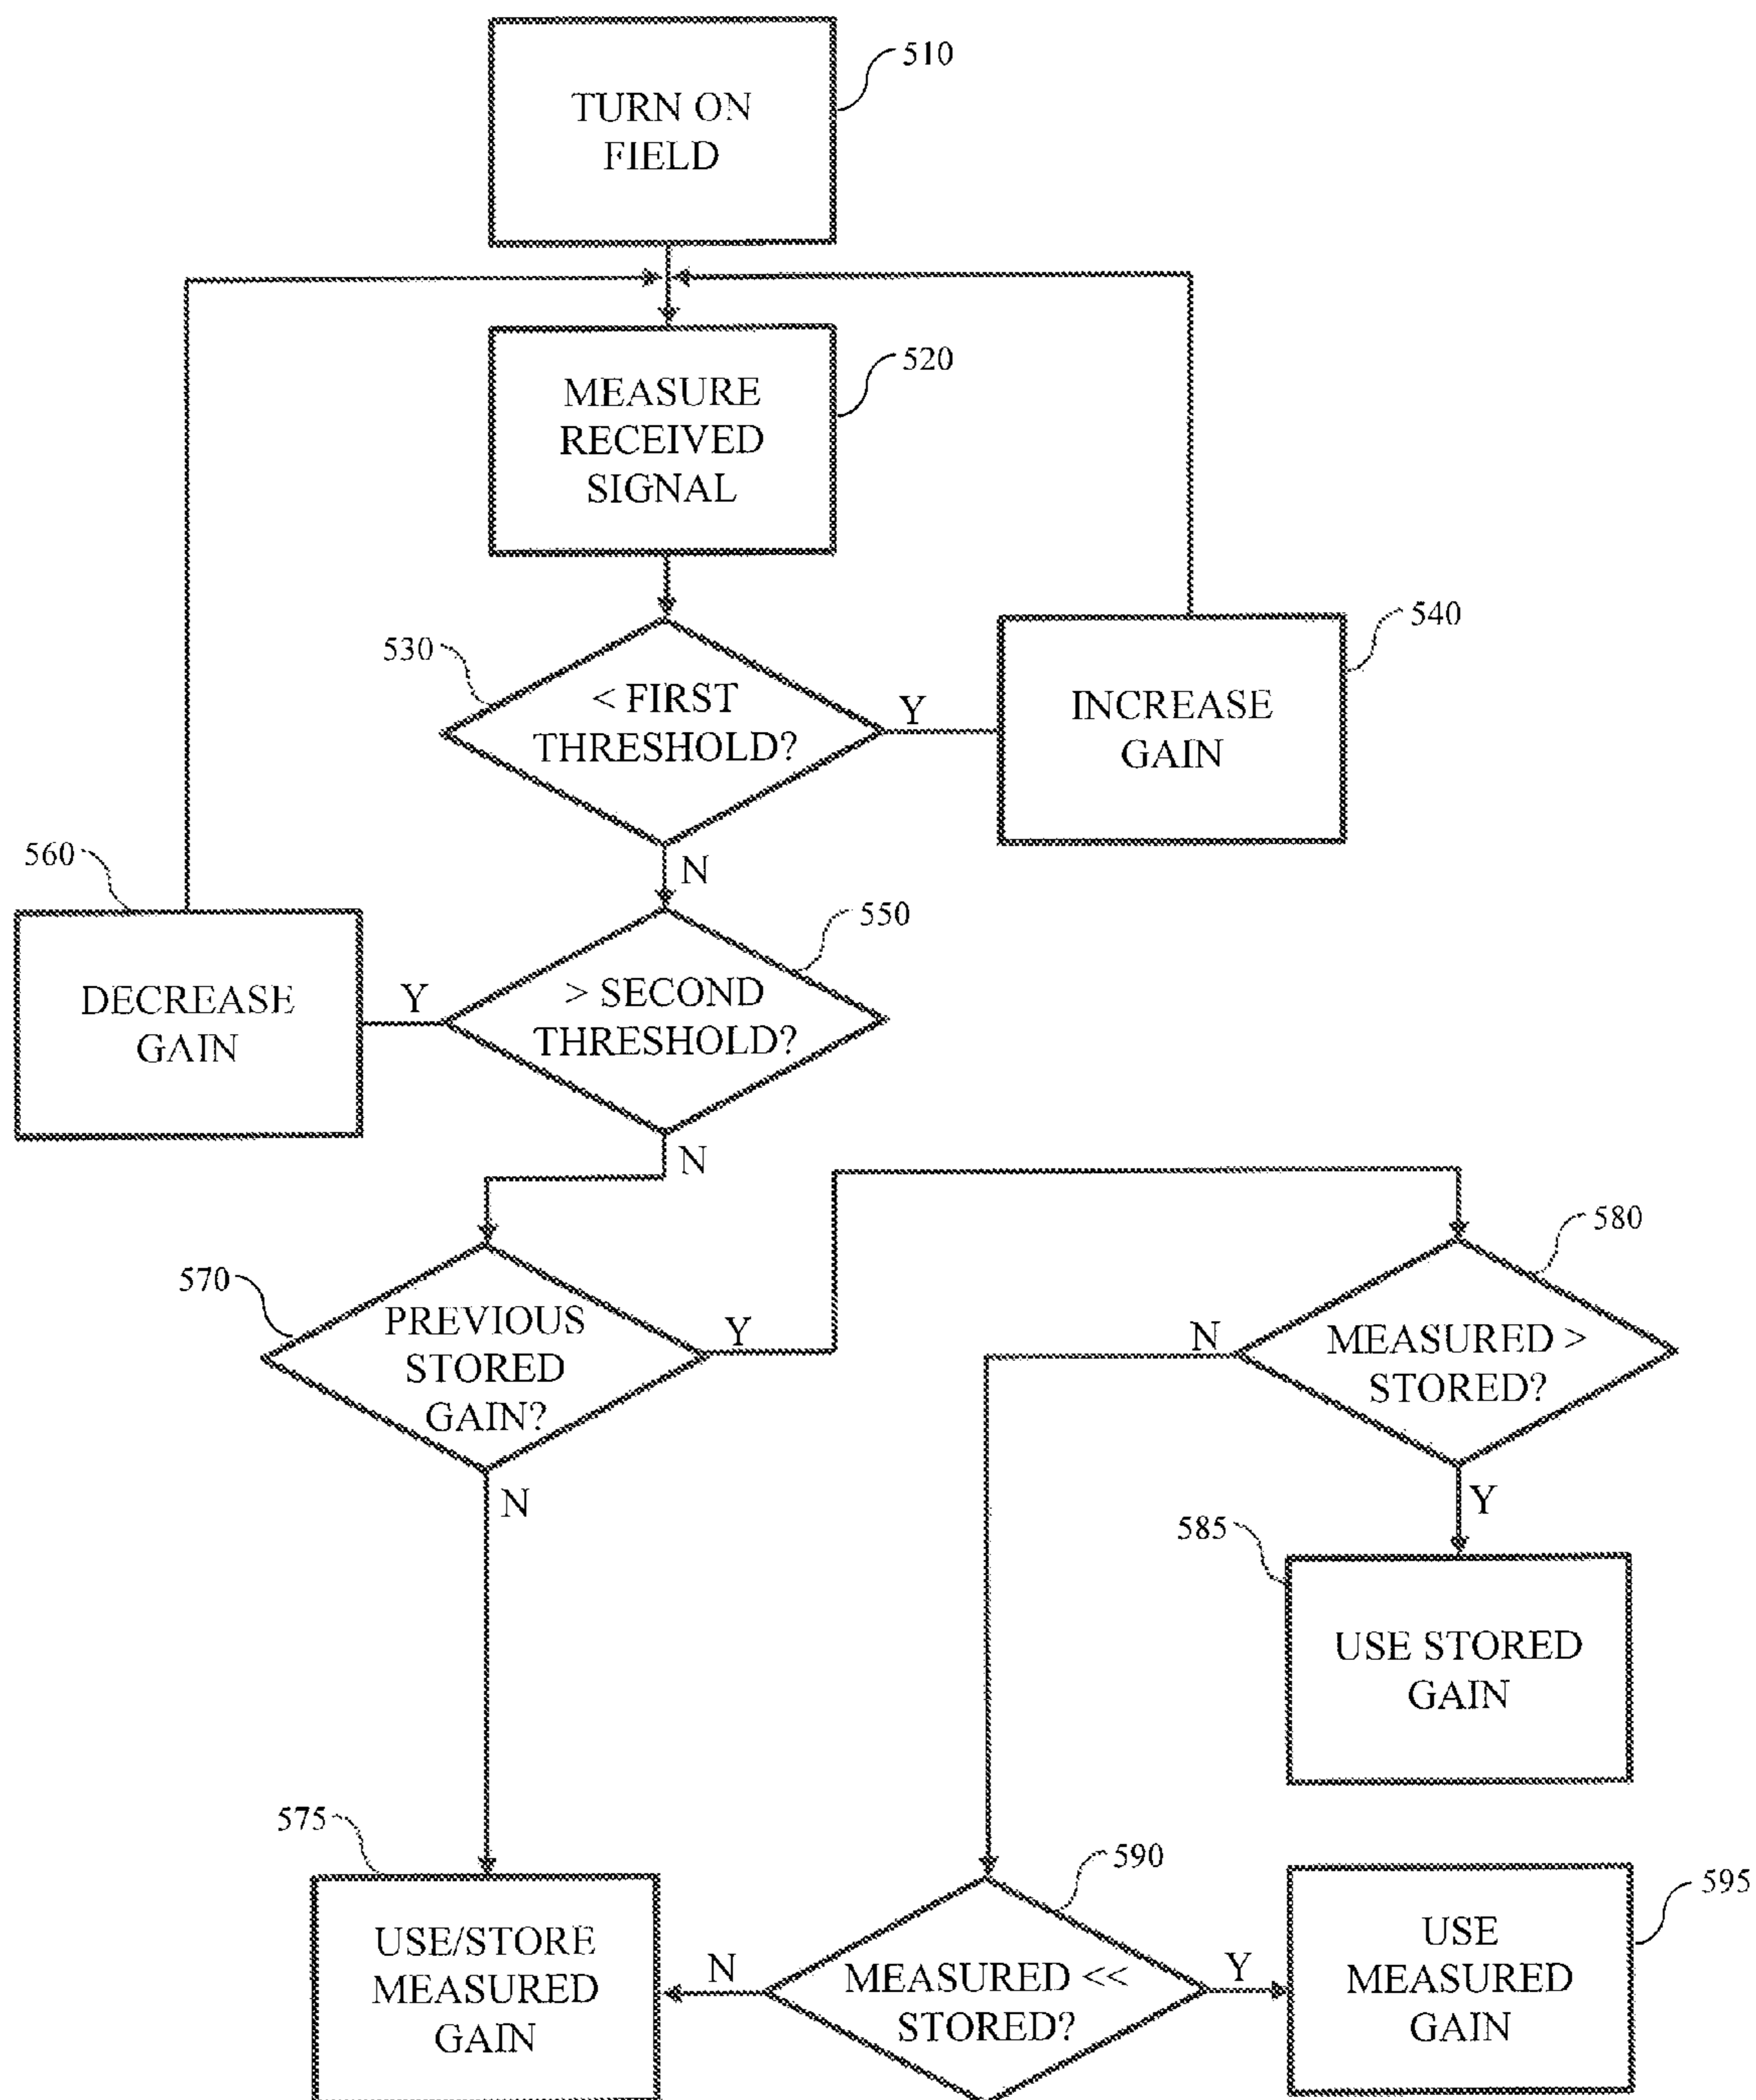 TURN ON
FIELD
510
MEASURE
RECEIVED
SIGNAL
520
530
< FIRST
THRESHOLD?
Y
N
INCREASE
GAIN
540
560
DECREASE
GAIN
Y
> SECOND
THRESHOLD?
550
N
570
PREVIOUS
STORED
GAIN?
Y
N
580
N
MEASURED >
STORED?
Y
585
USE STORED
GAIN
575
USE/STORE
MEASURED
GAIN
N
590
MEASURED <<
STORED?
Y
595
USE
MEASURED
GAIN